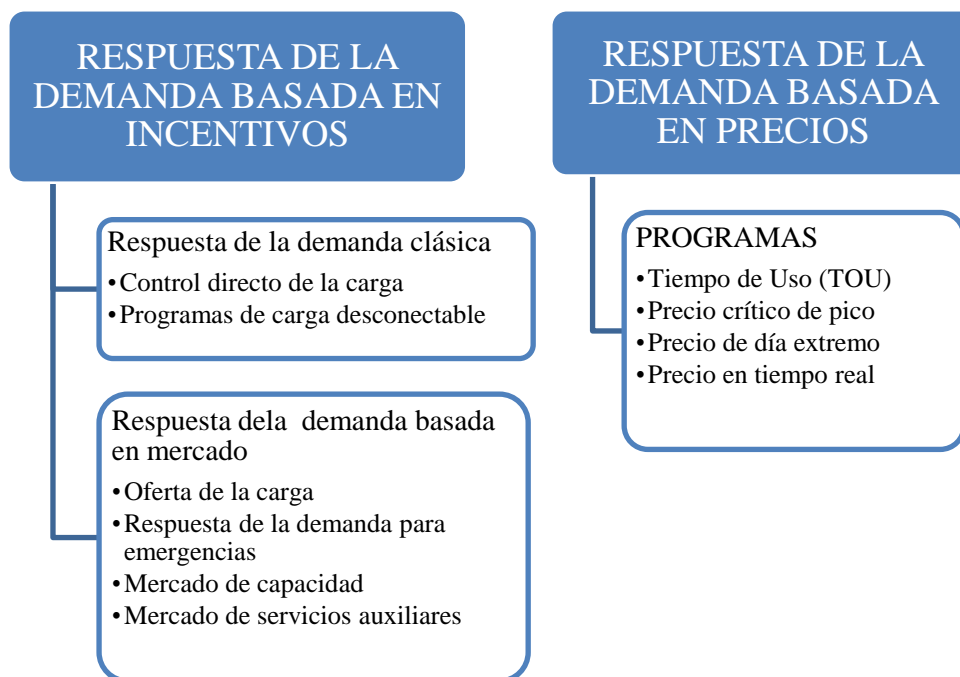 RESPUESTA DE LA
DEMANDA BASADA EN
INCENTIVOS
Respuesta de la demanda clásica
•Control directo de la carga
•Programas de carga desconectable
Respuesta dela  demanda basada
en mercado
•Oferta de la carga
•Respuesta de la demanda para
emergencias
•Mercado de capacidad
•Mercado de servicios auxiliares
RESPUESTA DE LA
DEMANDA BASADA
EN PRECIOS
PROGRAMAS
•Tiempo de Uso (TOU)
•Precio crítico de pico
•Precio de día extremo
•Precio en tiempo real